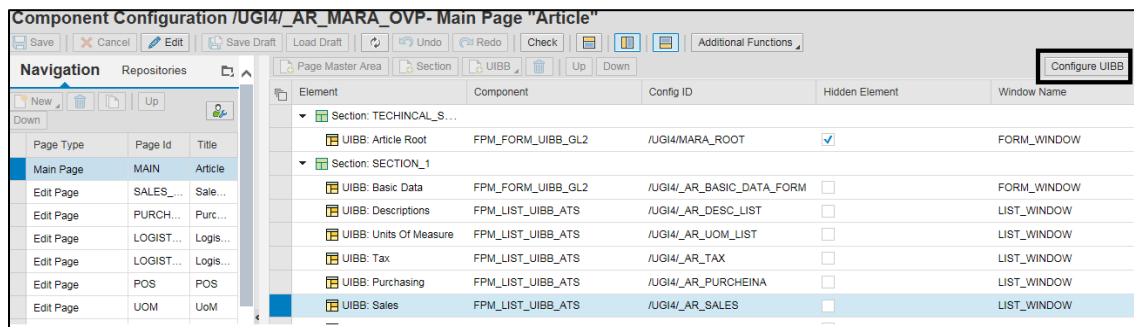 Component Configuration /UGI4/_AR_MARA_OVP- Main Page "Article"
Save Cancel Edit Save Draft Load Draft Undo Redo Check Additional Functions
Navigation Repositories
New Up
Down
Page Type Page Id Title
Main Page MAIN Article
Edit Page SALES_... Sale...
Edit Page PURCH... Purc...
Edit Page LOGIST... Logis...
Edit Page LOGIST... Logis...
Edit Page POS POS
Edit Page UOM UoM
Page Master Area Section UIBB Up Down Configure UIBB
Element Component Config ID Hidden Element Window Name
Section: TECHINCAL_S...
UIBB: Article Root FPM_FORM_UIBB_GL2 /UGI4/MARA_ROOT FORM_WINDOW
Section: SECTION_1
UIBB: Basic Data FPM_FORM_UIBB_GL2 /UGI4/_AR_BASIC_DATA_FORM FORM_WINDOW
UIBB: Descriptions FPM_LIST_UIBB_ATS /UGI4/_AR_DESC_LIST LIST_WINDOW
UIBB: Units Of Measure FPM_LIST_UIBB_ATS /UGI4/_AR_UOM_LIST LIST_WINDOW
UIBB: Tax FPM_LIST_UIBB_ATS /UGI4/_AR_TAX LIST_WINDOW
UIBB: Purchasing FPM_LIST_UIBB_ATS /UGI4/_AR_PURCHEINA LIST_WINDOW
UIBB: Sales FPM_LIST_UIBB_ATS /UGI4/_AR_SALES LIST_WINDOW